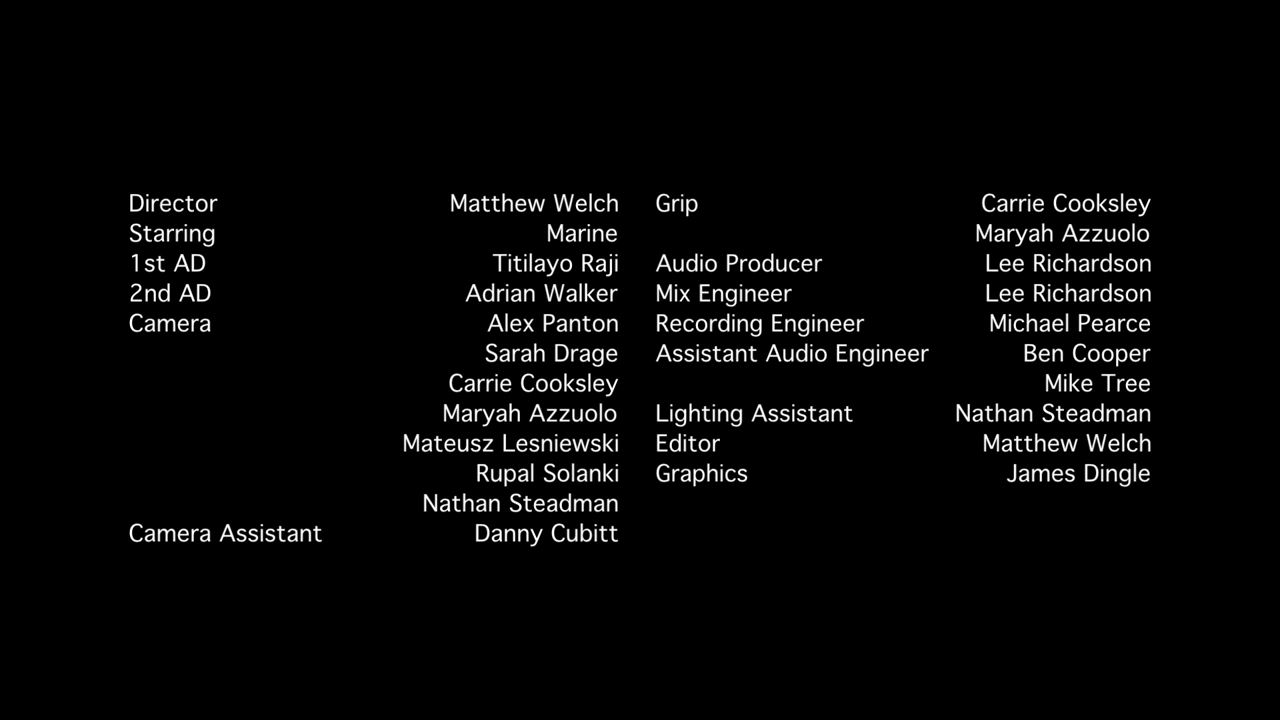 Director Matthew Welch
Starring Marine
1st AD Titilayo Raji
2nd AD Adrian Walker
Camera Alex Panton
Sarah Drage
Carrie Cooksley
Maryah Azzuolo
Mateusz Lesniewski
Rupal Solanki
Nathan Steadman
Camera Assistant Danny Cubitt
Grip Carrie Cooksley
Maryah Azzuolo
Audio Producer Lee Richardson
Mix Engineer Lee Richardson
Recording Engineer Michael Pearce
Assistant Audio Engineer Ben Cooper
Mike Tree
Lighting Assistant Nathan Steadman
Editor Matthew Welch
Graphics James Dingle